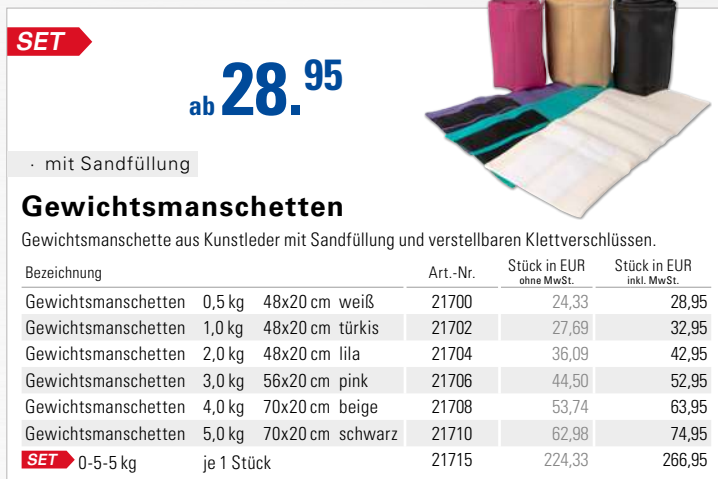 SET
ab 28.95
· mit Sandfüllung
Gewichtsmanschetten
Gewichtsmanschette aus Kunstleder mit Sandfüllung und verstellbaren Klettverschlüssen.
Bezeichnung Art.-Nr. Stück in EUR ohne MwSt. Stück in EUR inkl. MwSt.
Gewichtsmanschetten 0,5 kg 48x20 cm weiß 21700 24,33 28,95
Gewichtsmanschetten 1,0 kg 48x20 cm türkis 21702 27,69 32,95
Gewichtsmanschetten 2,0 kg 48x20 cm lila 21704 36,09 42,95
Gewichtsmanschetten 3,0 kg 56x20 cm pink 21706 44,50 52,95
Gewichtsmanschetten 4,0 kg 70x20 cm beige 21708 53,74 63,95
Gewichtsmanschetten 5,0 kg 70x20 cm schwarz 21710 62,98 74,95
SET 0-5-5 kg je 1 Stück 21715 224,33 266,95